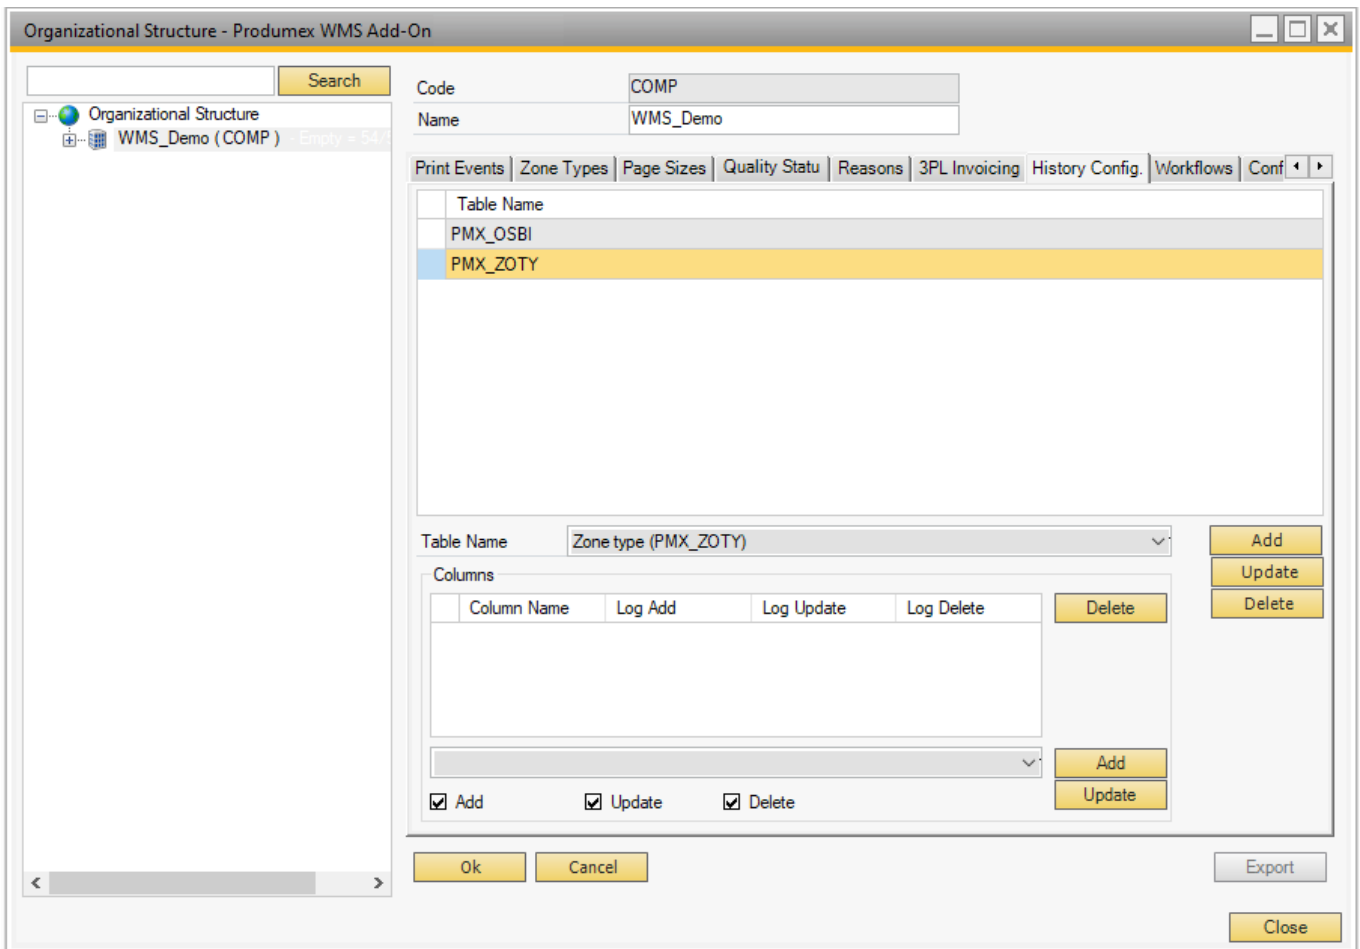 Organizational Structure - Produmex WMS Add-On
Search
Organizational Structure
WMS_Demo ( COMP ) - Empty = 54/
Code COMP
Name WMS_Demo
Print Events Zone Types Page Sizes Quality Statu Reasons 3PL Invoicing History Config. Workflows Conf
Table Name
PMX_OSBI
PMX_ZOTY
Table Name Zone type (PMX_ZOTY) Add
Update
Delete
Columns
Column Name Log Add Log Update Log Delete Delete
Add
Add Update Delete Update
Ok Cancel Export
Close